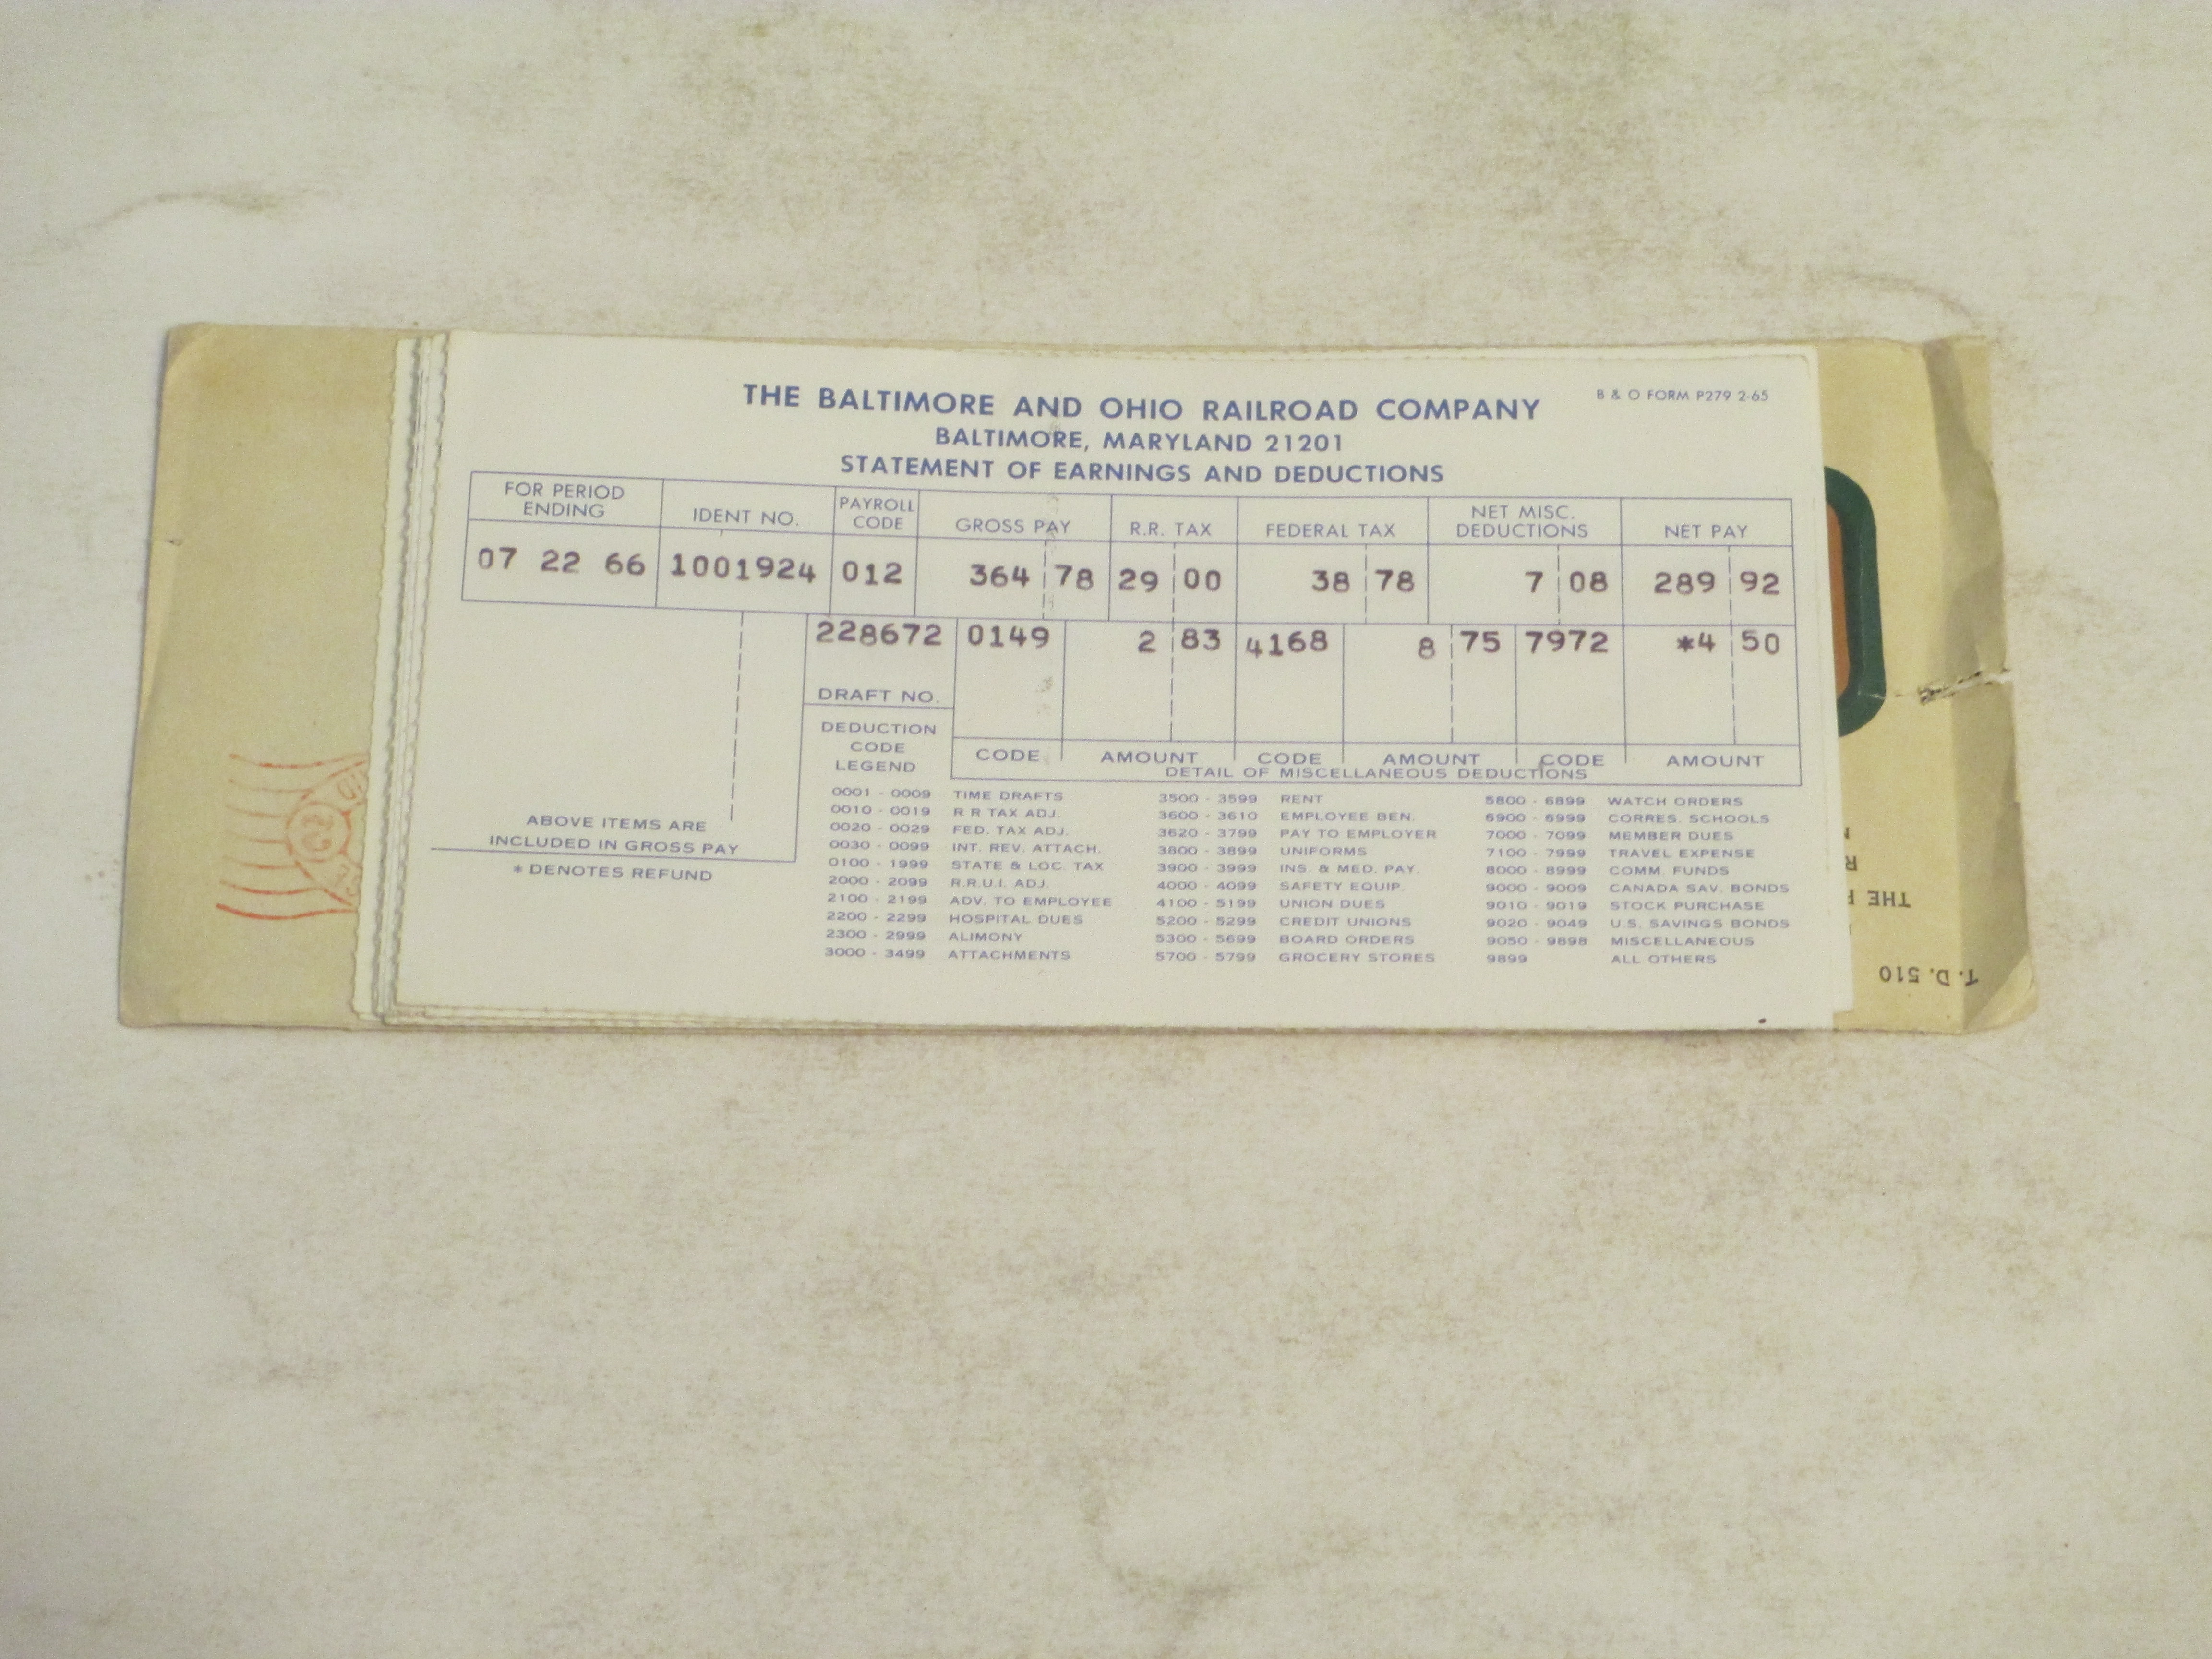 THE BALTIMORE AND OHIO RAILROAD COMPANY
B & O FORM P279 2-65
BALTIMORE, MARYLAND 21201
STATEMENT OF EARNINGS AND DEDUCTIONS
FOR PERIOD ENDING IDENT NO. PAYROLL CODE GROSS PAY R.R. TAX FEDERAL TAX NET MISC. DEDUCTIONS NET PAY
07 22 66 1001924 012 364 78 29 00 38 78 7 08 289 92
228672 0149 2 83 4168 8 75 7972 *4 50
DRAFT NO.
CODE AMOUNT CODE AMOUNT CODE AMOUNT
DETAIL OF MISCELLANEOUS DEDUCTIONS
ABOVE ITEMS ARE
INCLUDED IN GROSS PAY
* DENOTES REFUND
DEDUCTION
CODE
LEGEND
0001 - 0009 TIME DRAFTS
0010 - 0019 R R TAX ADJ.
0020 - 0029 FED. TAX ADJ.
0030 - 0099 INT. REV. ATTACH.
0100 - 1999 STATE & LOC. TAX
2000 - 2099 R.R.U.I. ADJ.
2100 - 2199 ADV. TO EMPLOYEE
2200 - 2299 HOSPITAL DUES
2300 - 2999 ALIMONY
3000 - 3499 ATTACHMENTS
3500 - 3599 RENT
3600 - 3610 EMPLOYEE BEN.
3620 - 3799 PAY TO EMPLOYER
3800 - 3899 UNIFORMS
3900 - 3999 INS. & MED. PAY.
4000 - 4099 SAFETY EQUIP.
4100 - 5199 UNION DUES
5200 - 5299 CREDIT UNIONS
5300 - 5699 BOARD ORDERS
5700 - 5799 GROCERY STORES
5800 - 6899 WATCH ORDERS
6900 - 6999 CORRES. SCHOOLS
7000 - 7099 MEMBER DUES
7100 - 7999 TRAVEL EXPENSE
8000 - 8999 COMM. FUNDS
9000 - 9009 CANADA SAV. BONDS
9010 - 9019 STOCK PURCHASE
9020 - 9049 U.S. SAVINGS BONDS
9050 - 9898 MISCELLANEOUS
9899 ALL OTHERS
T. D. 510
THE